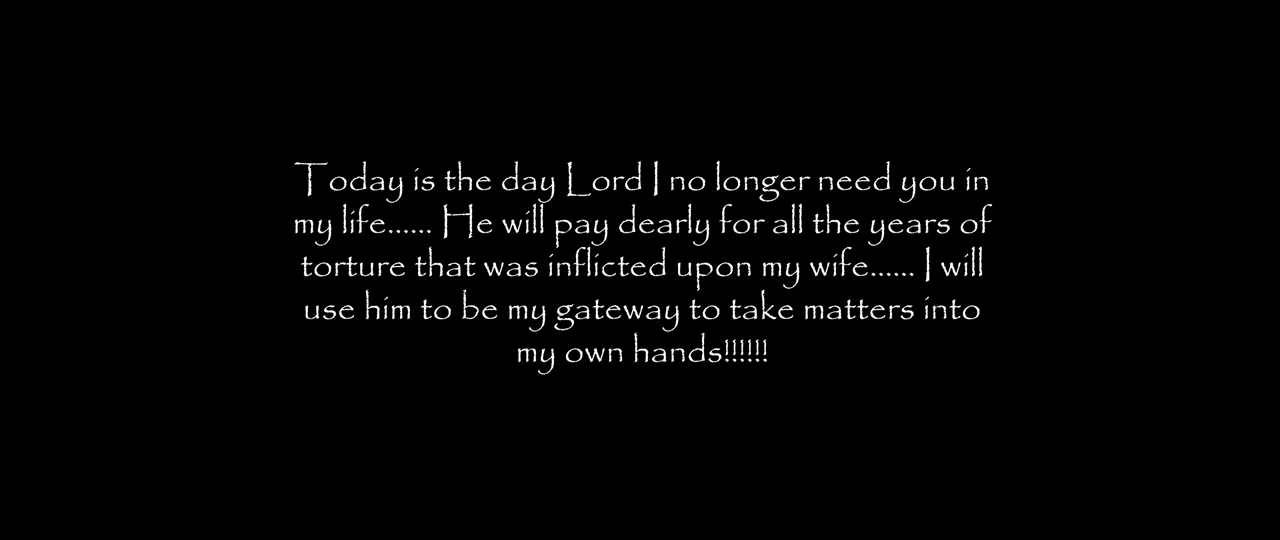 Today is the day Lord I no longer need you in
my life...... He will pay dearly for all the years of
torture that was inflicted upon my wife...... I will
use him to be my gateway to take matters into
my own hands!!!!!!